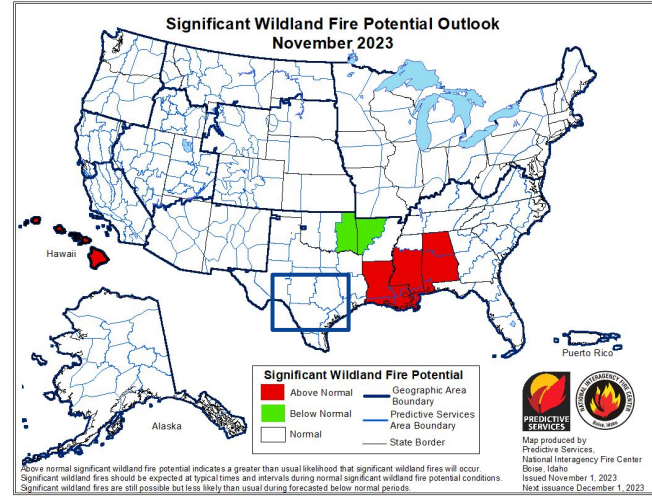 Significant Wildland Fire Potential Outlook
November 2023
Hawaii
Alaska
Puerto Rico
Significant Wildland Fire Potential
Above Normal
Below Normal
Normal
Geographic Area
Boundary
Predictive Services
Area Boundary
State Border
PREDICTIVE
SERVICES
NATIONAL INTERAGENCY FIRE CENTER
Boise, Idaho
Map produced by
Predictive Services,
National Interagency Fire Center
Boise, Idaho
Issued November 1, 2023
Next issuance December 1, 2023
Above normal significant wildland fire potential indicates a greater than usual likelihood that significant wildland fires will occur.
Significant wildland fires should be expected at typical times and intervals during normal significant wildland fire potential conditions.
Significant wildland fires are still possible but less likely than usual during forecasted below normal periods.